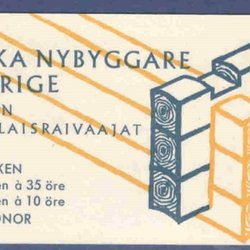 KA NYBYGGARE
RIGE
N
LAISRAIVAAJAT
KEN
en à 35 öre
en à 10 öre
ONOR